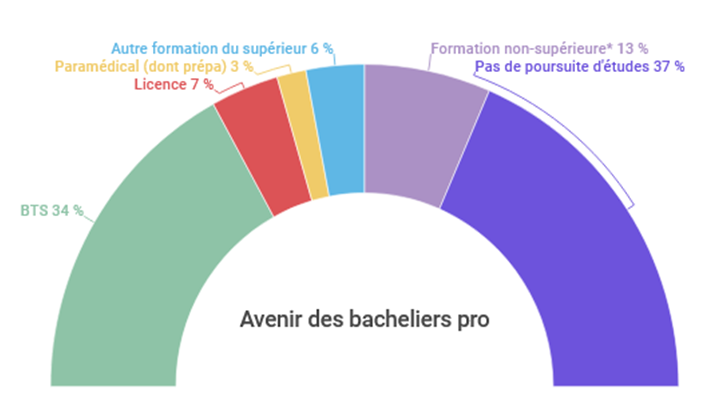 Autre formation du supérieur 6 %
Formation non-supérieure* 13 %
Paramédical (dont prépa) 3 %
Pas de poursuite d'études 37 %
Licence 7 %
BTS 34 %
Avenir des bacheliers pro